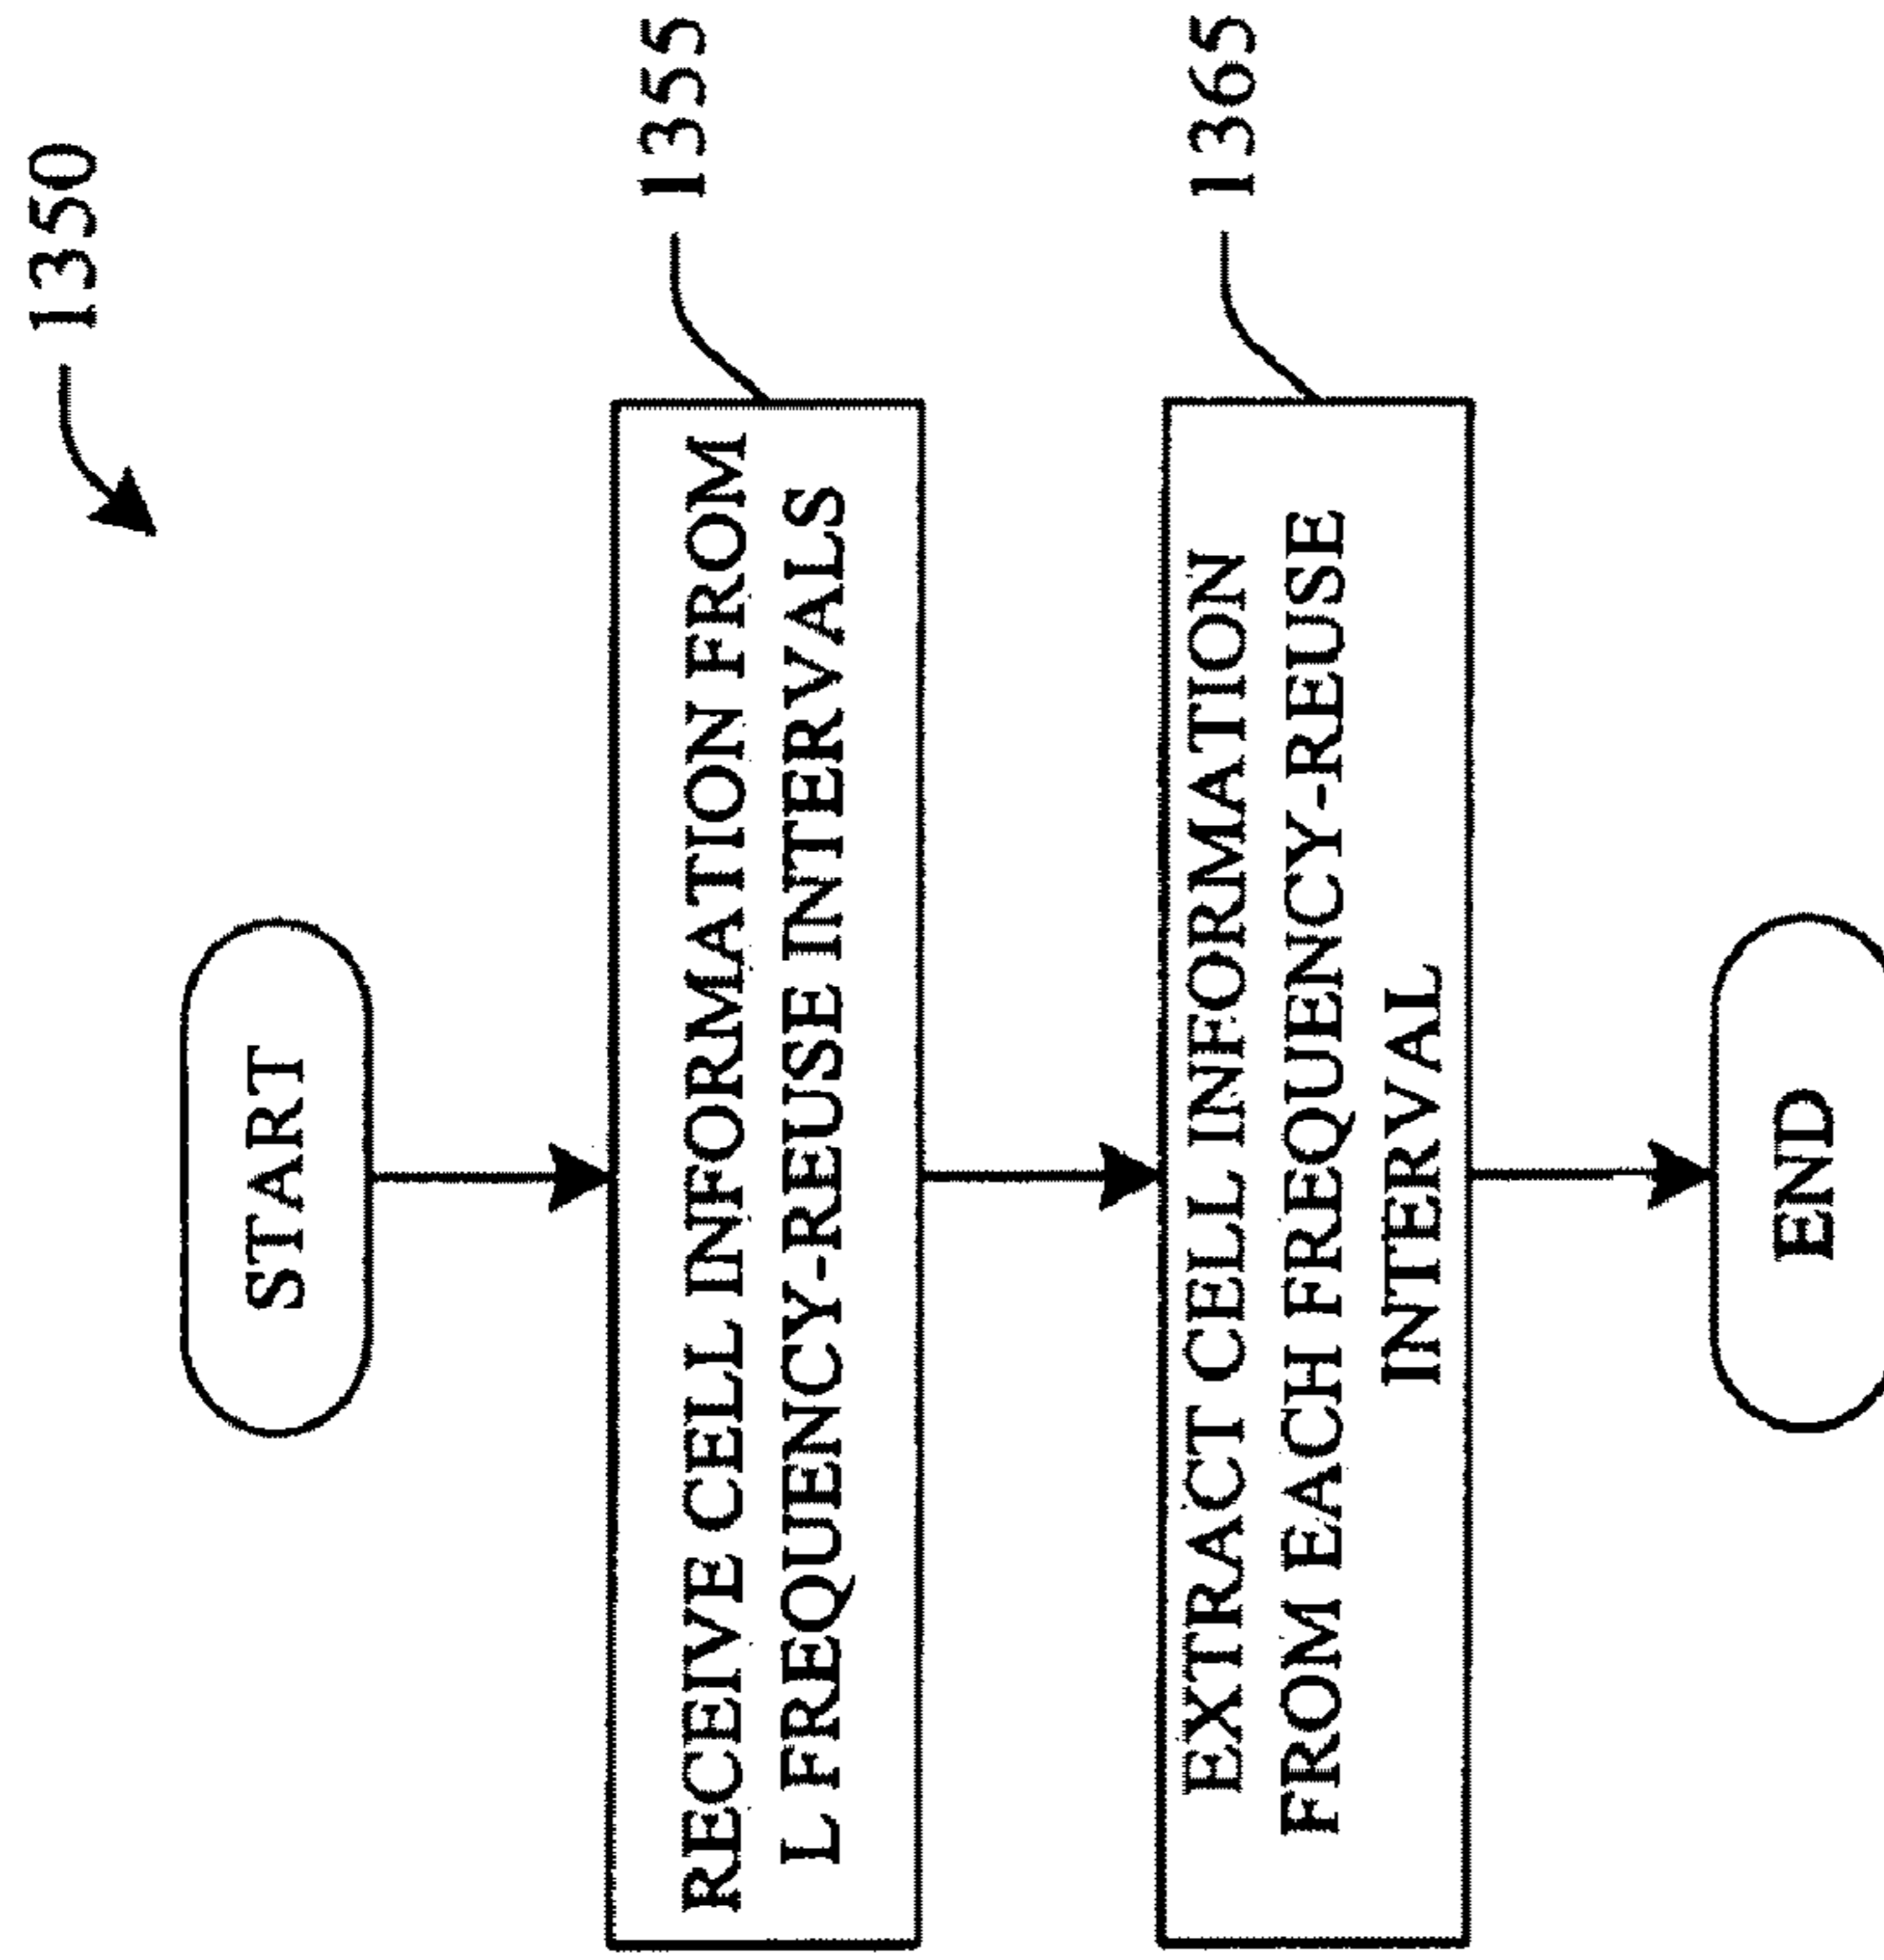 1350
START
RECEIVE CELL INFORMATION FROM
L FREQUENCY-REUSE INTERVALS
1355
EXTRACT CELL INFORMATION
FROM EACH FREQUENCY-REUSE
INTERVAL
1365
END